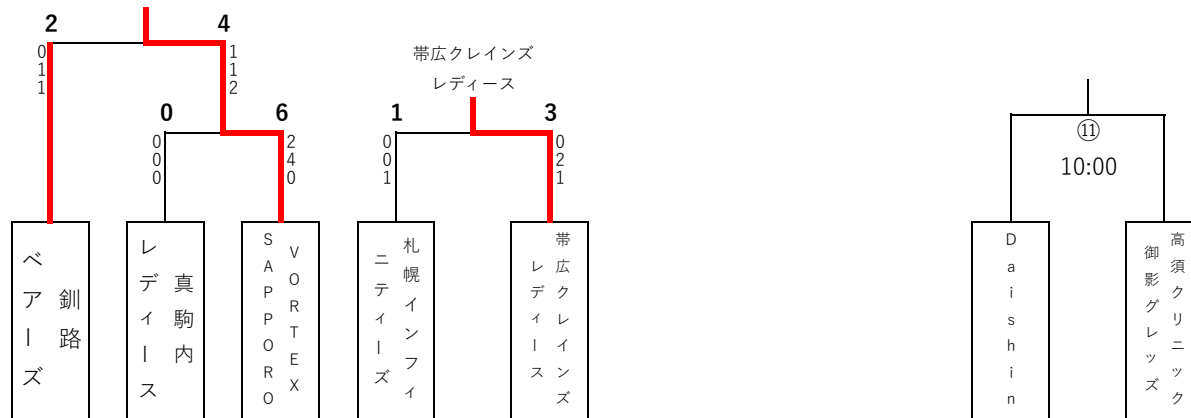 2 4
0
1
1
1
1
2
帯広クレインズ
レディース
0 6
0
0
0
2
4
0
1 3
0
0
1
0
2
1
⑪
10:00
釧路
ベアーズ
真駒内
レディース
VORTEX
SAPPORO
札幌インフィ
ニティーズ
帯広クレインズ
レディース
Daishin
高須クリニック
御影グレッズ